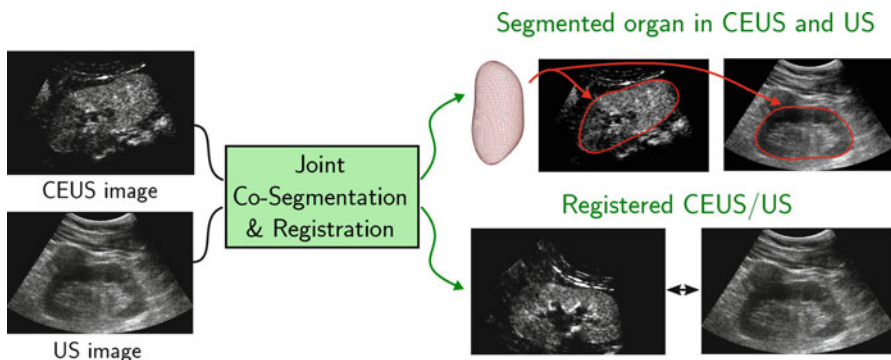 Segmented organ in CEUS and US
CEUS image
Joint
Co-Segmentation
& Registration
Registered CEUS/US
US image